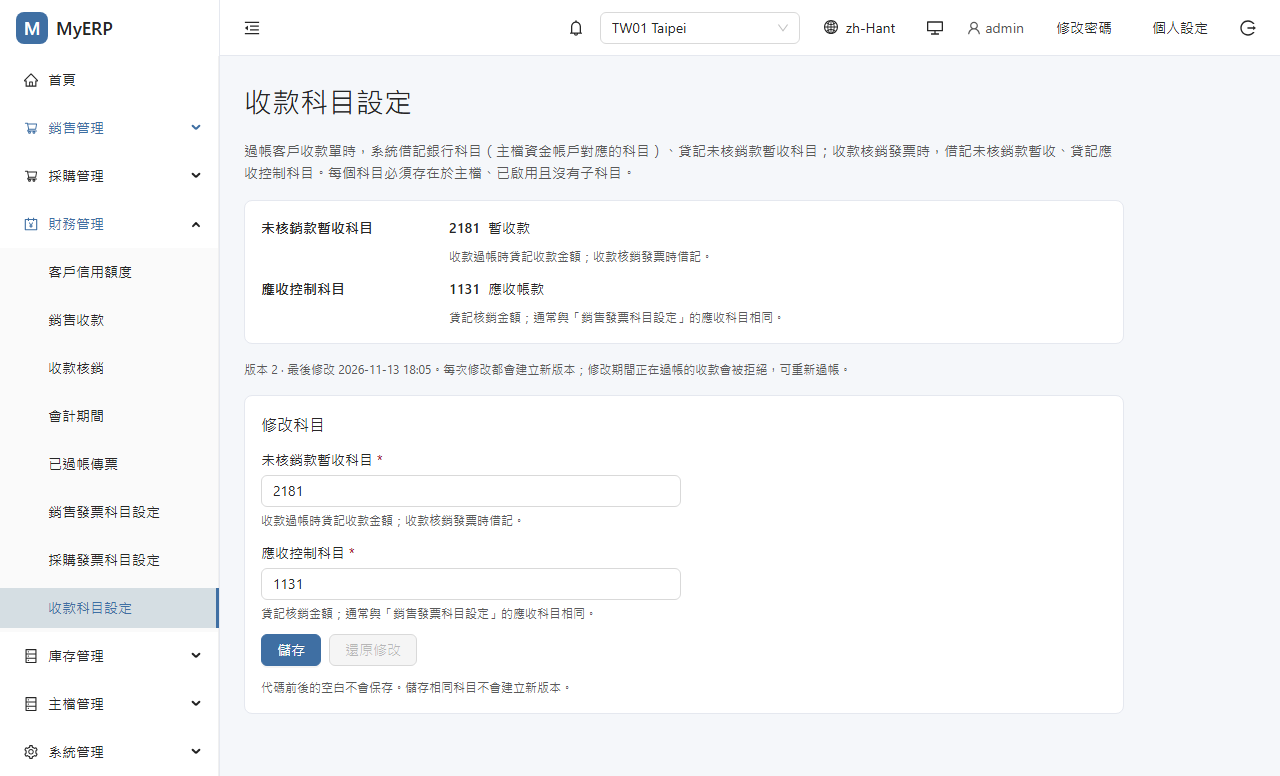 M MyERP
TW01 Taipei
zh-Hant
admin
修改密碼
個人設定
首頁
銷售管理
採購管理
財務管理
客戶信用額度
銷售收款
收款核銷
會計期間
已過帳傳票
銷售發票科目設定
採購發票科目設定
收款科目設定
庫存管理
主檔管理
系統管理
收款科目設定
過帳客戶收款單時，系統借記銀行科目（主檔資金帳戶對應的科目）、貸記未核銷款暫收科目；收款核銷發票時，借記未核銷款暫收、貸記應
收控制科目。每個科目必須存在於主檔、已啟用且沒有子科目。
未核銷款暫收科目
2181 暫收款
收款過帳時貸記收款金額；收款核銷發票時借記。
應收控制科目
1131 應收帳款
貸記核銷金額；通常與「銷售發票科目設定」的應收科目相同。
版本 2 · 最後修改 2026-11-13 18:05。每次修改都會建立新版本；修改期間正在過帳的收款會被拒絕，可重新過帳。
修改科目
未核銷款暫收科目 *
2181
收款過帳時貸記收款金額；收款核銷發票時借記。
應收控制科目 *
1131
貸記核銷金額；通常與「銷售發票科目設定」的應收科目相同。
儲存
還原修改
代碼前後的空白不會保存。儲存相同科目不會建立新版本。